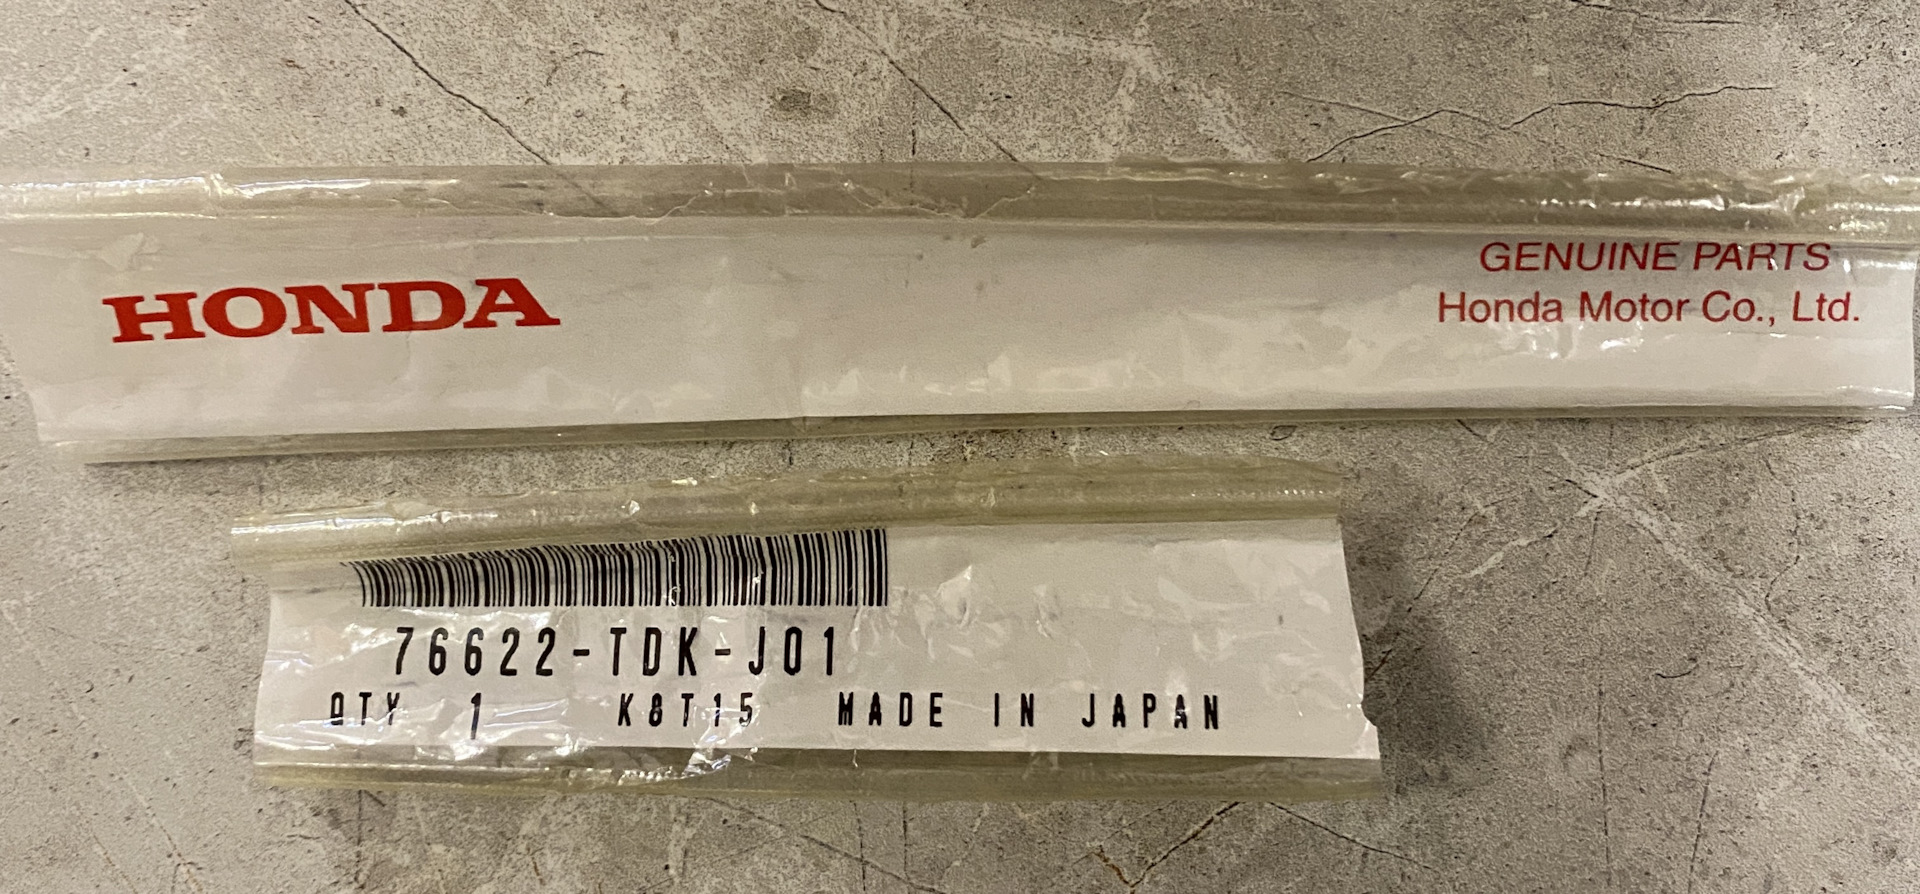 HONDA
GENUINE PARTS
Honda Motor Co., Ltd.
76622-TDK-J01
QTY 1 K8T15 MADE IN JAPAN